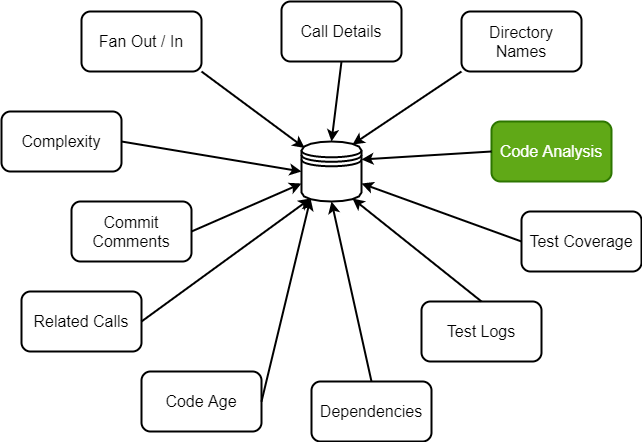 Call Details
Directory
Names
Fan Out / In
Complexity
Code Analysis
Commit
Comments
Test Coverage
Related Calls
Test Logs
Code Age
Dependencies